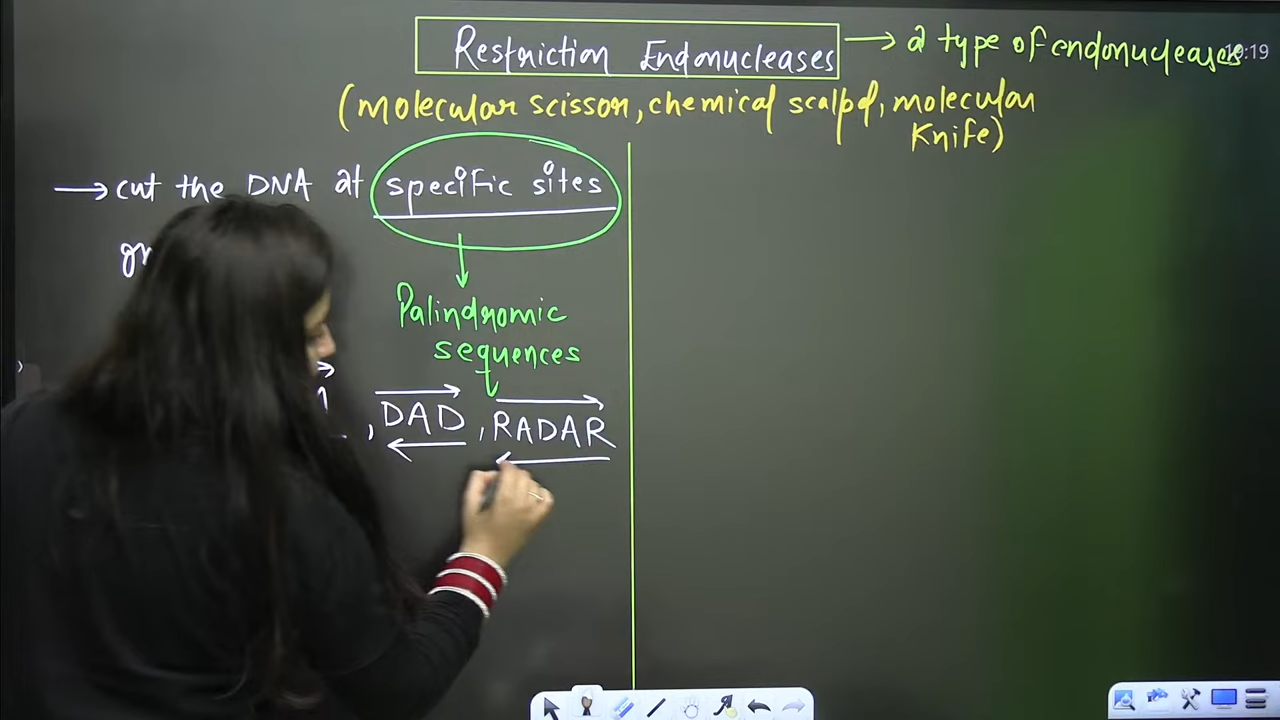 Restriction Endonucleases → a type of endonucleases
(molecular scissor, chemical scalpel, molecular
knife)
→ cut the DNA at specific sites
or
Palindromic
sequences
, DAD, RADAR